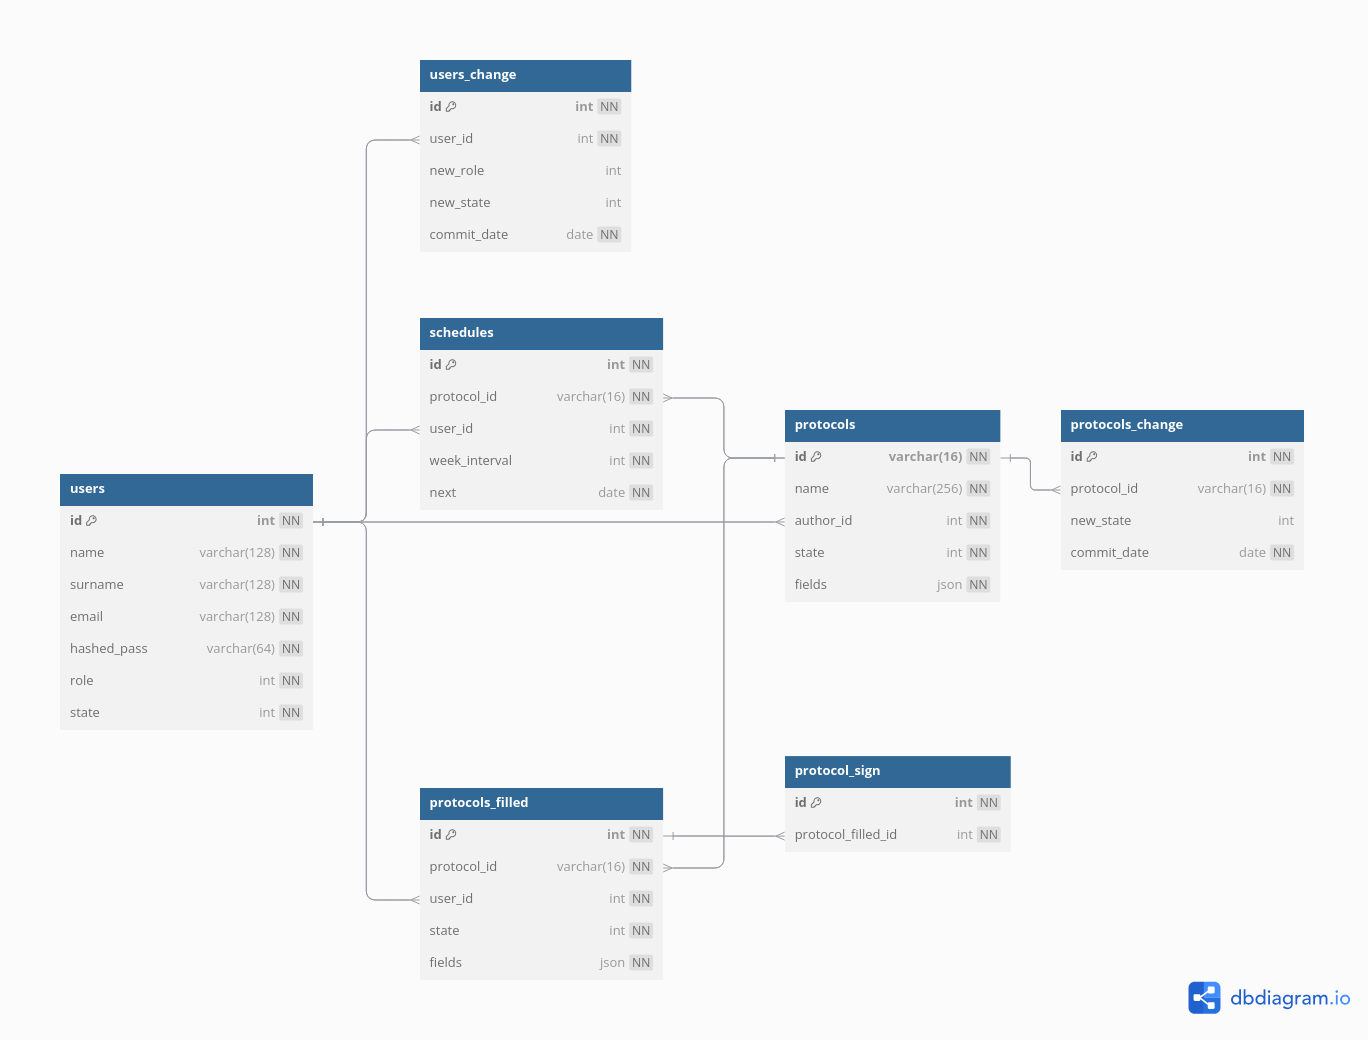 users_change
id int NN
user_id int NN
new_role int
new_state int
commit_date date NN
schedules
id int NN
protocol_id varchar(16) NN
user_id int NN
week_interval int NN
next date NN
protocols
id varchar(16) NN
name varchar(256) NN
author_id int NN
state int NN
fields json NN
protocols_change
id int NN
protocol_id varchar(16) NN
new_state int
commit_date date NN
users
id int NN
name varchar(128) NN
surname varchar(128) NN
email varchar(128) NN
hashed_pass varchar(64) NN
role int NN
state int NN
protocols_filled
id int NN
protocol_id varchar(16) NN
user_id int NN
state int NN
fields json NN
protocol_sign
id int NN
protocol_filled_id int NN
dbdiagram.io